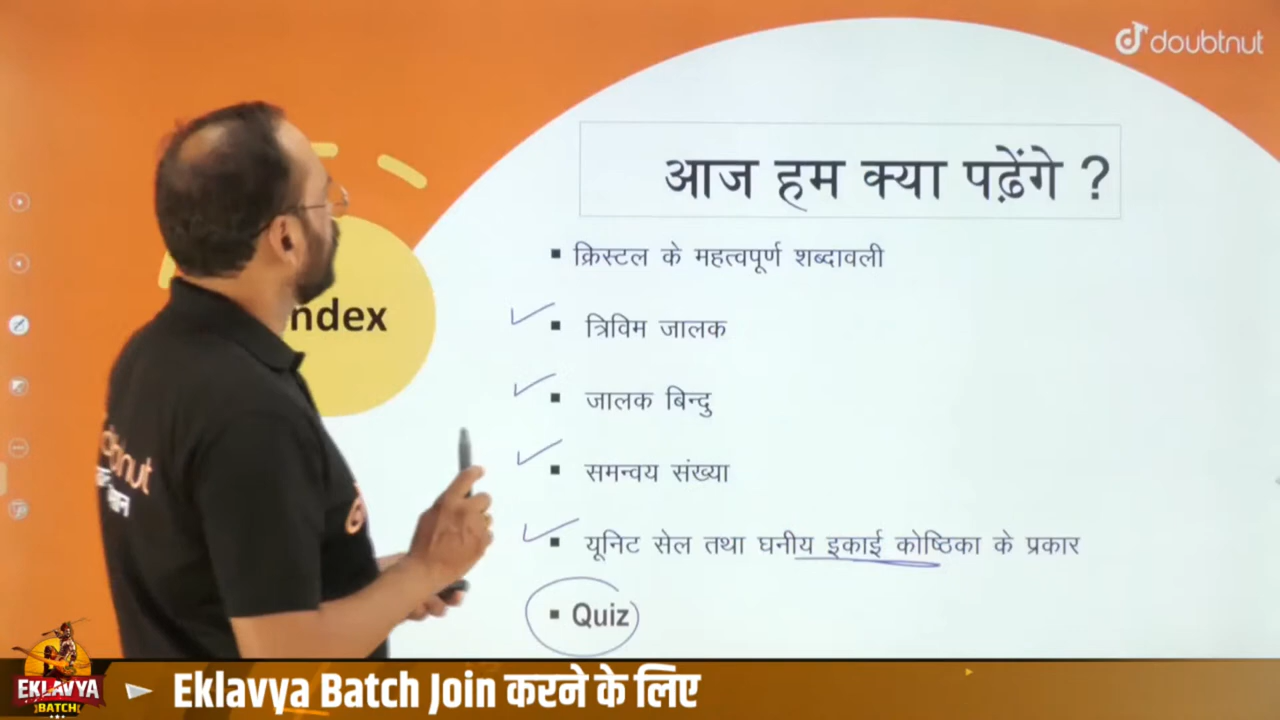 doubtnut
आज हम क्या पढ़ेंगे ?
क्रिस्टल के महत्वपूर्ण शब्दावली
ndex
त्रिविम जालक
जालक बिन्दु
समन्वय संख्या
यूनिट सेल तथा घनीय इकाई कोष्ठिका के प्रकार
Quiz
EKLAVYA
BATCH
Eklavya Batch Join करने के लिए